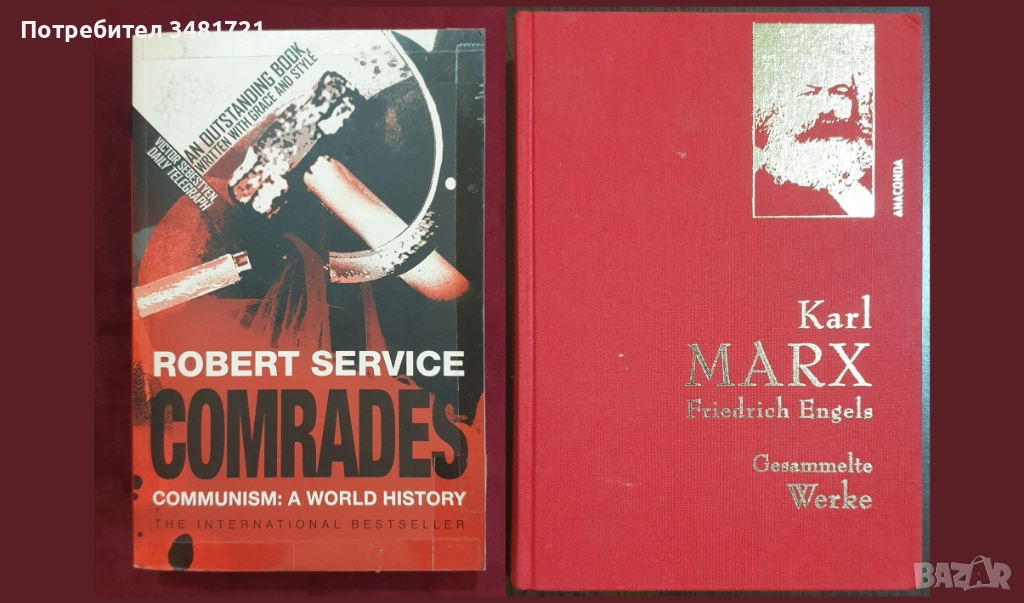 Потребител 3481721
AN OUTSTANDING BOOK,
WRITTEN WITH GRACE AND STYLE
VICTOR SEBESTYEN,
DAILY TELEGRAPH
ROBERT SERVICE
COMRADES
COMMUNISM: A WORLD HISTORY
THE INTERNATIONAL BESTSELLER
ANACONDA
Karl
MARX
Friedrich Engels
Gesammelte
Werke
BAZAR